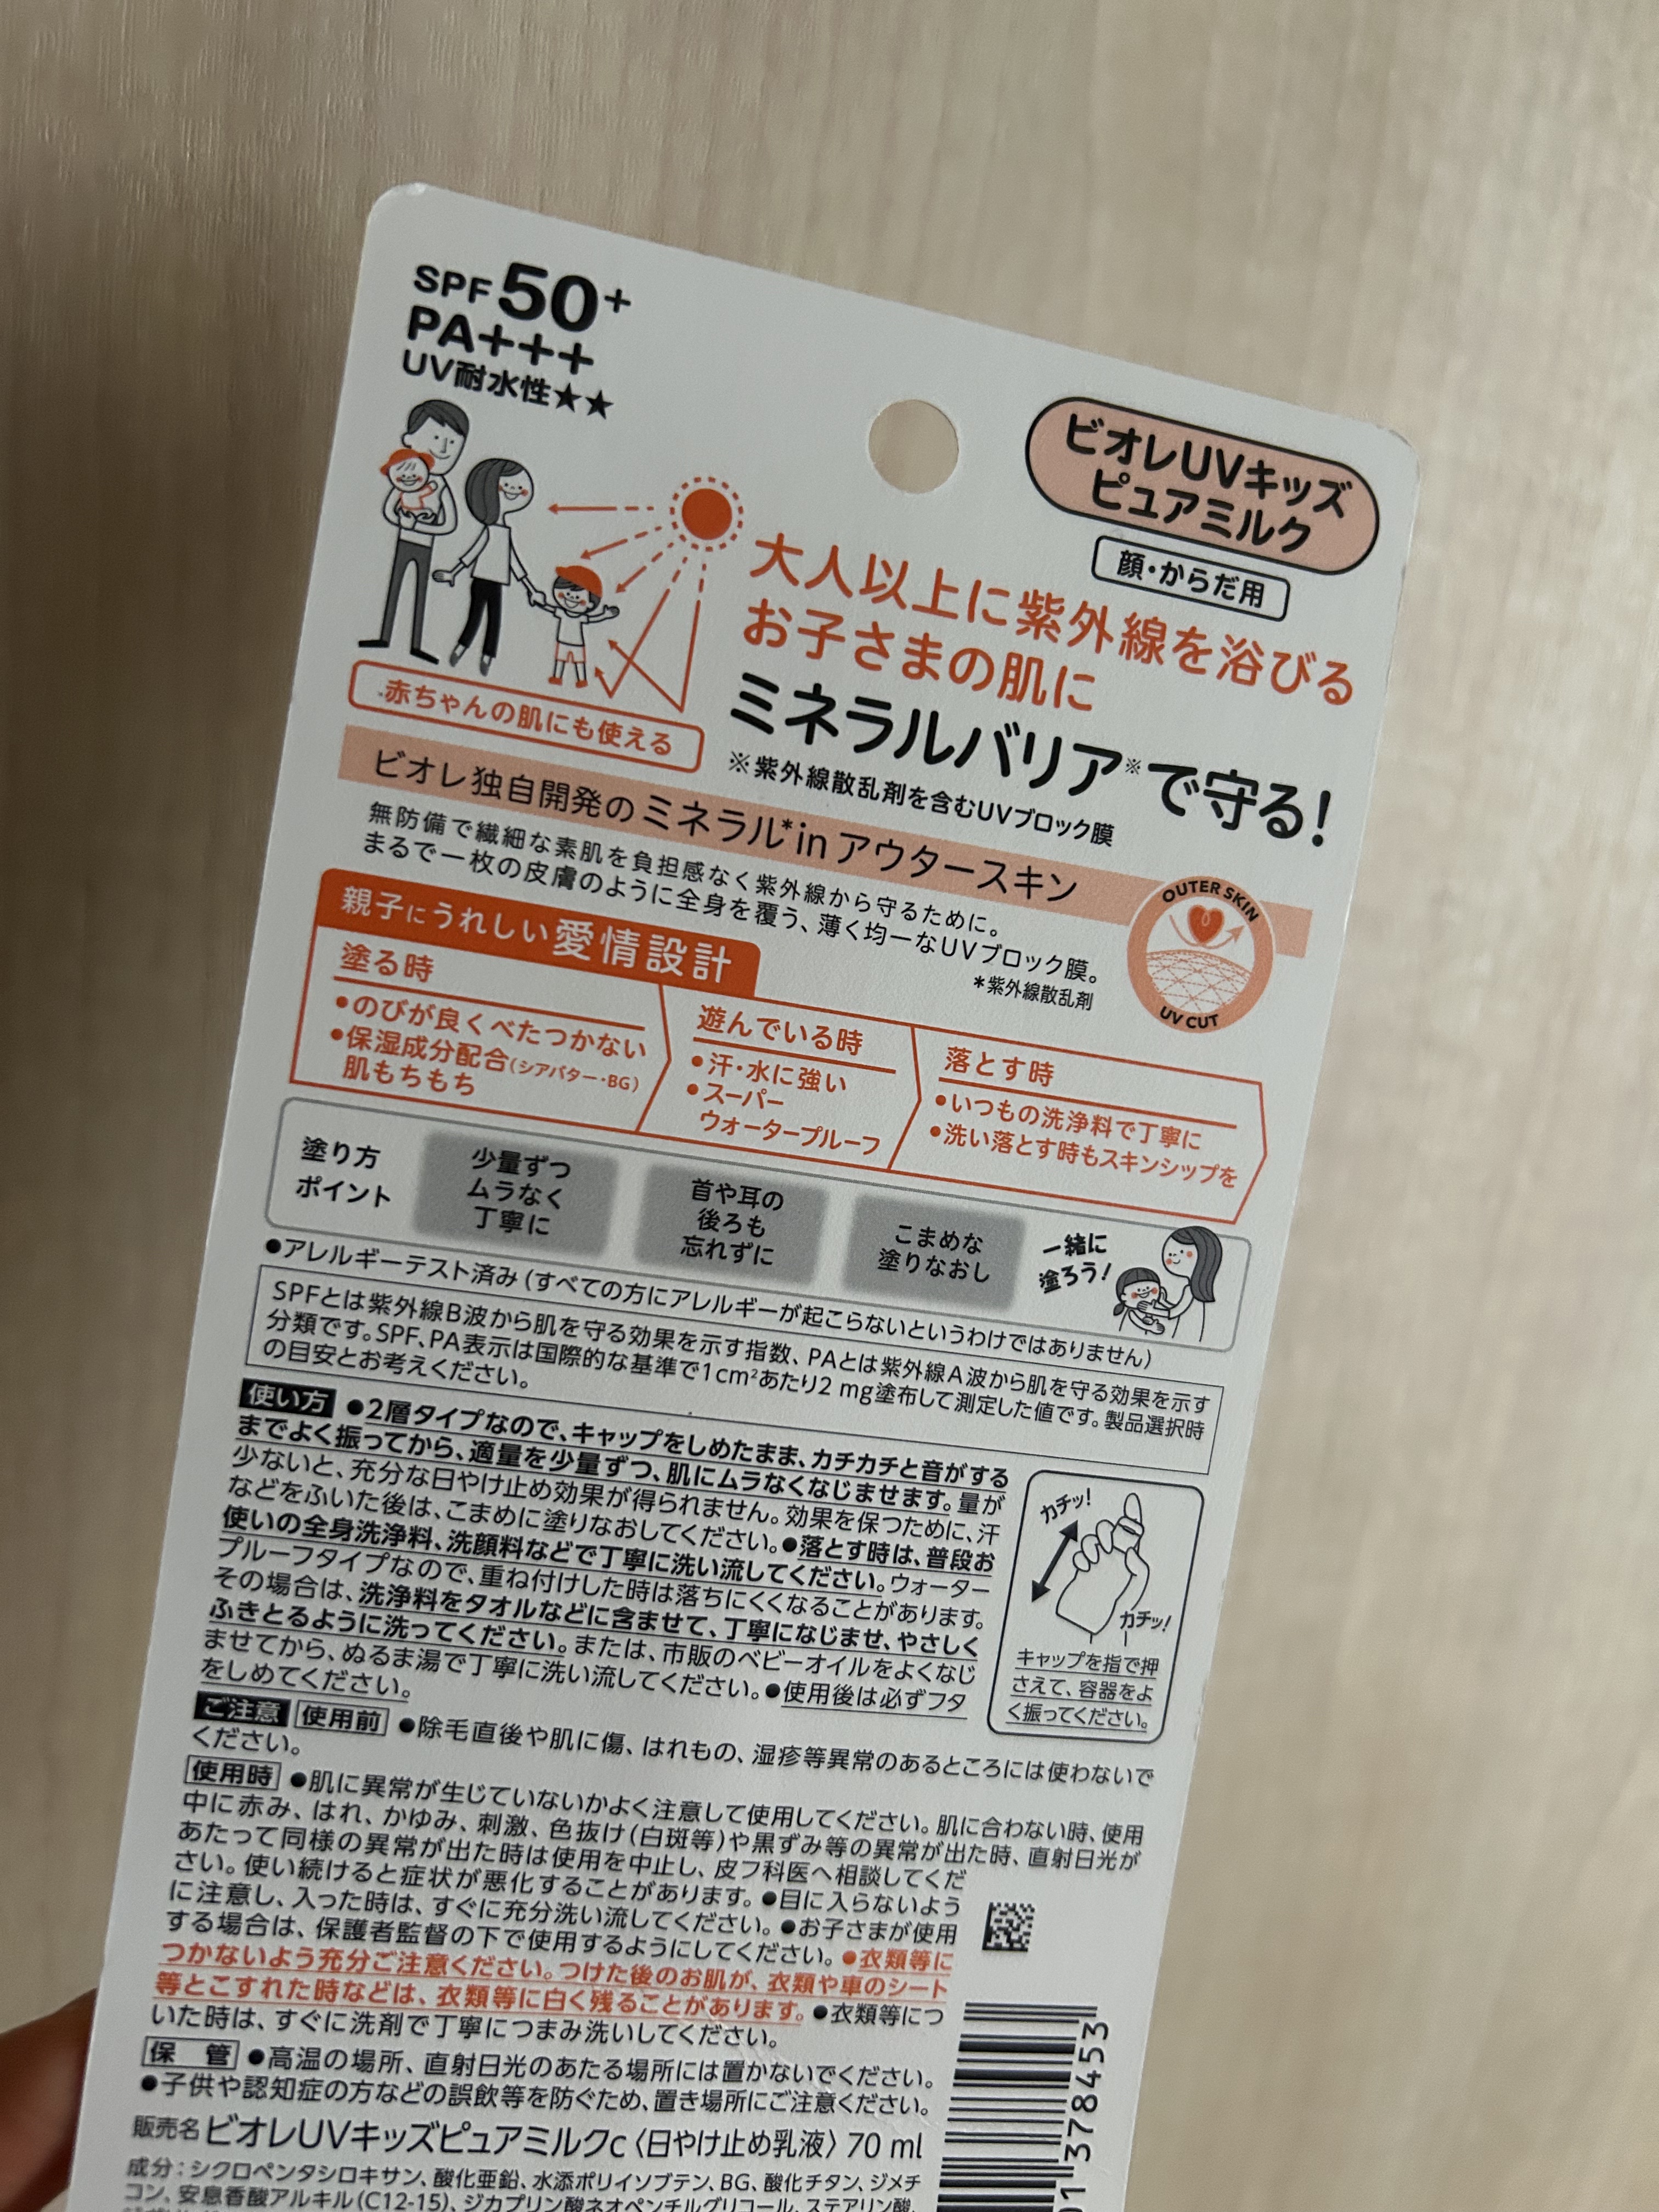 SPF50+
PA+++
UV耐水性★★
ビオレUVキッズ
ピュアミルク
顔・からだ用
大人以上に紫外線を浴びる
お子さまの肌に
ミネラルバリア※で守る!
※紫外線散乱剤を含むUVブロック膜
赤ちゃんの肌にも使える
ビオレ独自開発のミネラル*inアウタースキン
無防備で繊細な素肌を負担感なく紫外線から守るために。
まるで一枚の皮膚のように全身を覆う、薄く均一なUVブロック膜。
*紫外線散乱剤
OUTER SKIN
UV CUT
親子にうれしい愛情設計
塗る時
●のびが良くべたつかない
●保湿成分配合(シアバター・BG)
肌もちもち
遊んでいる時
●汗・水に強い
●スーパー
ウォータープルーフ
落とす時
●いつもの洗浄料で丁寧に
●洗い落とす時もスキンシップを
塗り方
ポイント
少量ずつ
ムラなく
丁寧に
首や耳の
後ろも
忘れずに
こまめな
塗りなおし
一緒に
塗ろう!
●アレルギーテスト済み(すべての方にアレルギーが起こらないというわけではありません)
SPFとは紫外線B波から肌を守る効果を示す指数、PAとは紫外線A波から肌を守る効果を示す
分類です。SPF、PA表示は国際的な基準で1cm²あたり2 mg塗布して測定した値です。製品選択時
の目安とお考えください。
使い方 ●2層タイプなので、キャップをしめたまま、カチカチと音がする
までよく振ってから、適量を少量ずつ、肌にムラなくなじませます。量が
少ないと、充分な日やけ止め効果が得られません。効果を保つために、汗
などをふいた後は、こまめに塗りなおしてください。●落とす時は、普段お
使いの全身洗浄料、洗顔料などで丁寧に洗い流してください。ウォーター
プルーフタイプなので、重ね付けした時は落ちにくくなることがあります。
その場合は、洗浄料をタオルなどに含ませて、丁寧になじませ、やさしく
ふきとるように洗ってください。または、市販のベビーオイルをよくなじ
ませてから、ぬるま湯で丁寧に洗い流してください。●使用後は必ずフタ
をしめてください。
カチッ!
カチッ!
キャップを指で押
さえて、容器をよ
く振ってください。
ご注意 使用前 ●除毛直後や肌に傷、はれもの、湿疹等異常のあるところには使わないで
ください。
使用時 ●肌に異常が生じていないかよく注意して使用してください。肌に合わない時、使用
中に赤み、はれ、かゆみ、刺激、色抜け(白斑等)や黒ずみ等の異常が出た時、直射日光が
あたって同様の異常が出た時は使用を中止し、皮フ科医へ相談してくだ
さい。使い続けると症状が悪化することがあります。●目に入らないよう
に注意し、入った時は、すぐに充分洗い流してください。●お子さまが使用
する場合は、保護者監督の下で使用するようにしてください。●衣類等に
つかないよう充分ご注意ください。つけた後のお肌が、衣類や車のシート
等とこすれた時などは、衣類等に白く残ることがあります。●衣類等につ
いた時は、すぐに洗剤で丁寧につまみ洗いしてください。
保 管 ●高温の場所、直射日光のあたる場所には置かないでください。
●子供や認知症の方などの誤飲等を防ぐため、置き場所にご注意ください。
販売名 ビオレUVキッズピュアミルクc〈日やけ止め乳液〉70 ml
成分:シクロペンタシロキサン、酸化亜鉛、水添ポリイソブテン、BG、酸化チタン、ジメチ
コン、安息香酸アルキル(C12-15)、ジカプリン酸ネオペンチルグリコール、ステアリン酸、
01378453